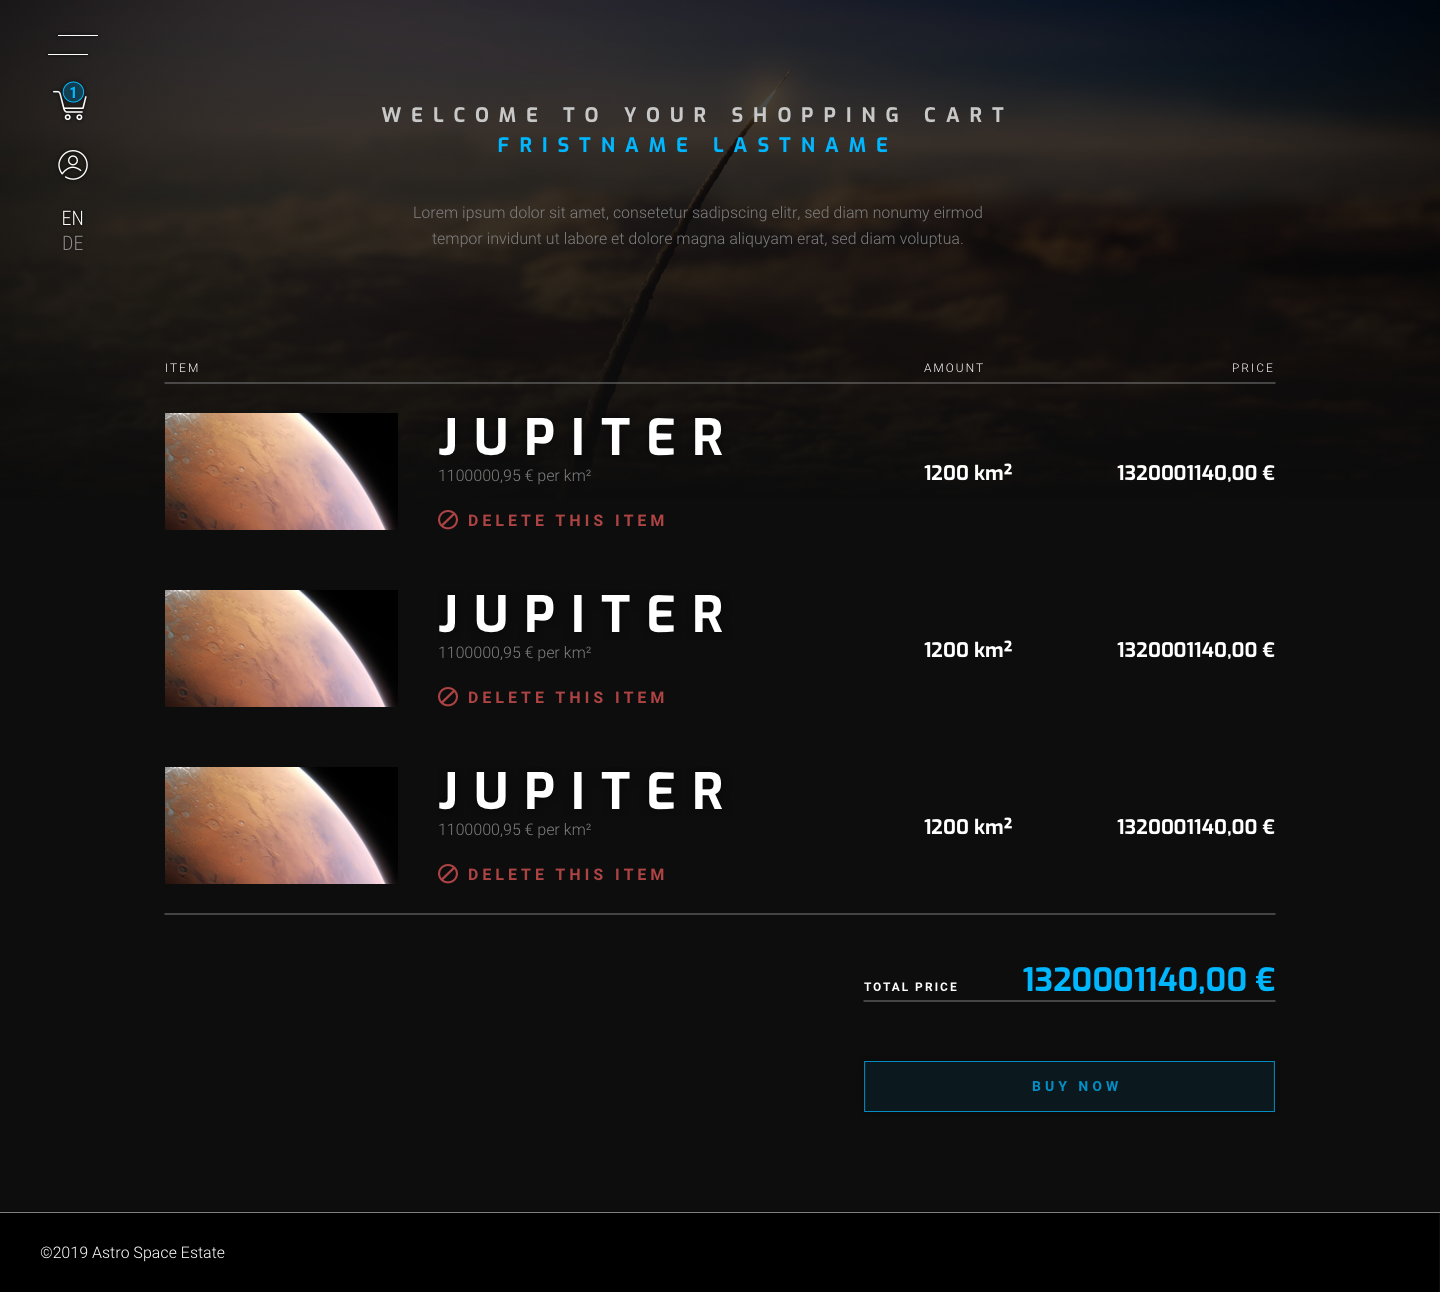 1
EN
DE
WELCOME TO YOUR SHOPPING CART
FRISTNAME LASTNAME
Lorem ipsum dolor sit amet, consetetur sadipscing elitr, sed diam nonumy eirmod
tempor invidunt ut labore et dolore magna aliquyam erat, sed diam voluptua.
ITEM AMOUNT PRICE
JUPITER
1100000,95 € per km²
1200 km² 1320001140,00 €
DELETE THIS ITEM
JUPITER
1100000,95 € per km²
1200 km² 1320001140,00 €
DELETE THIS ITEM
JUPITER
1100000,95 € per km²
1200 km² 1320001140,00 €
DELETE THIS ITEM
TOTAL PRICE 1320001140,00 €
BUY NOW
©2019 Astro Space Estate